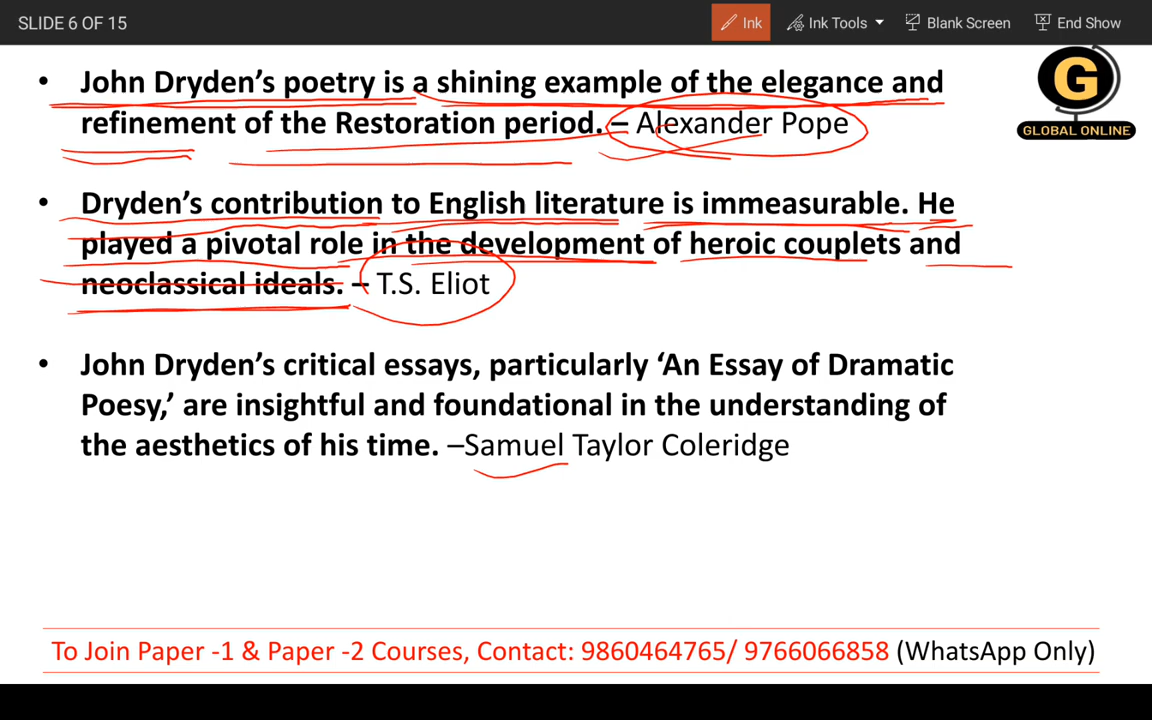 SLIDE 6 OF 15
Ink
Ink Tools
Blank Screen
End Show
• John Dryden’s poetry is a shining example of the elegance and
refinement of the Restoration period. – Alexander Pope
G
GLOBAL ONLINE
• Dryden’s contribution to English literature is immeasurable. He
played a pivotal role in the development of heroic couplets and
neoclassical ideals. – T.S. Eliot
• John Dryden’s critical essays, particularly ‘An Essay of Dramatic
Poesy,’ are insightful and foundational in the understanding of
the aesthetics of his time. –Samuel Taylor Coleridge
To Join Paper -1 & Paper -2 Courses, Contact: 9860464765/ 9766066858 (WhatsApp Only)